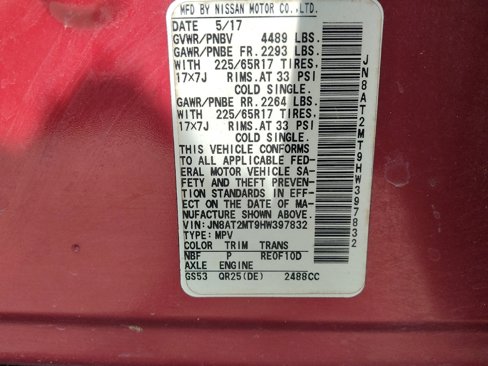 MFD BY NISSAN MOTOR CO.,LTD.
DATE 5/17
GVWR/PNBV 4489 LBS.
GAWR/PNBE FR. 2293 LBS.
WITH 225/65R17 TIRES.
17X7J RIMS. AT 33 PSI
COLD SINGLE.
GAWR/PNBE RR. 2264 LBS.
WITH 225/65R17 TIRES.
17X7J RIMS. AT 33 PSI
COLD SINGLE.
THIS VEHICLE CONFORMS
TO ALL APPLICABLE FED-
ERAL MOTOR VEHICLE SA-
FETY AND THEFT PREVEN-
TION STANDARDS IN EFF-
ECT ON THE DATE OF MA-
NUFACTURE SHOWN ABOVE.
VIN:JN8AT2MT9HW397832
TYPE: MPV
COLOR TRIM TRANS
NBF P RE0F10D
AXLE ENGINE
GS53 QR25(DE) 2488CC
JN8AT2MT9HW397832